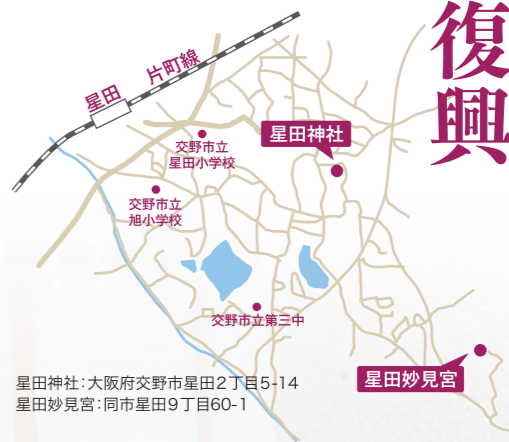 復興
片町線
星田
星田神社
交野市立
星田小学校
交野市立
旭小学校
交野市立第三中
星田妙見宮
星田神社:大阪府交野市星田2丁目5-14
星田妙見宮:同市星田9丁目60-1